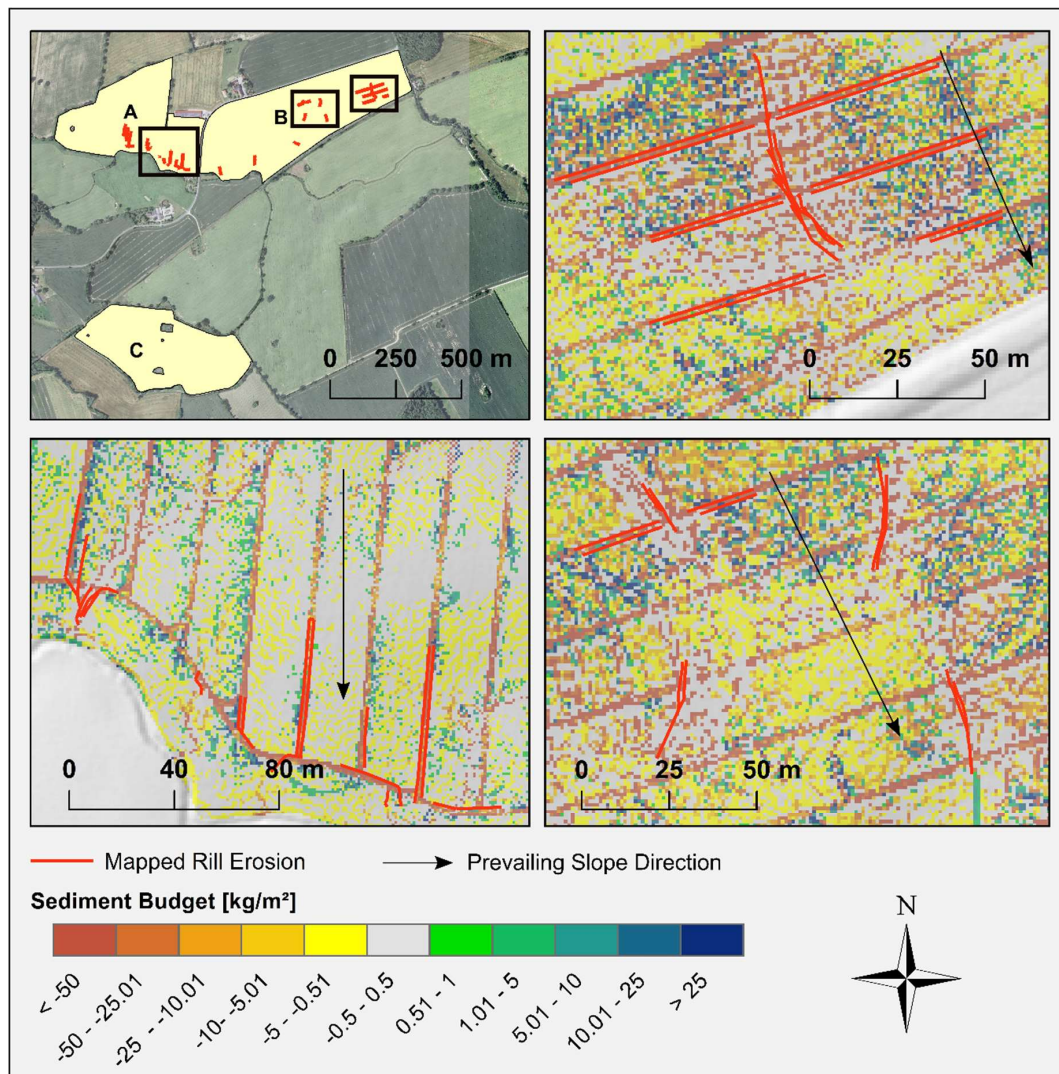 A
B
C
0 250 500 m
0 25 50 m
0 40 80 m
0 25 50 m
Mapped Rill Erosion
Prevailing Slope Direction
Sediment Budget [kg/m²]
N
< -50
-50 - -25.01
-25 - -10.01
-10- -5.01
-5 - -0.51
-0.5 - 0.5
0.51 - 1
1.01 - 5
5.01 - 10
10.01 - 25
> 25